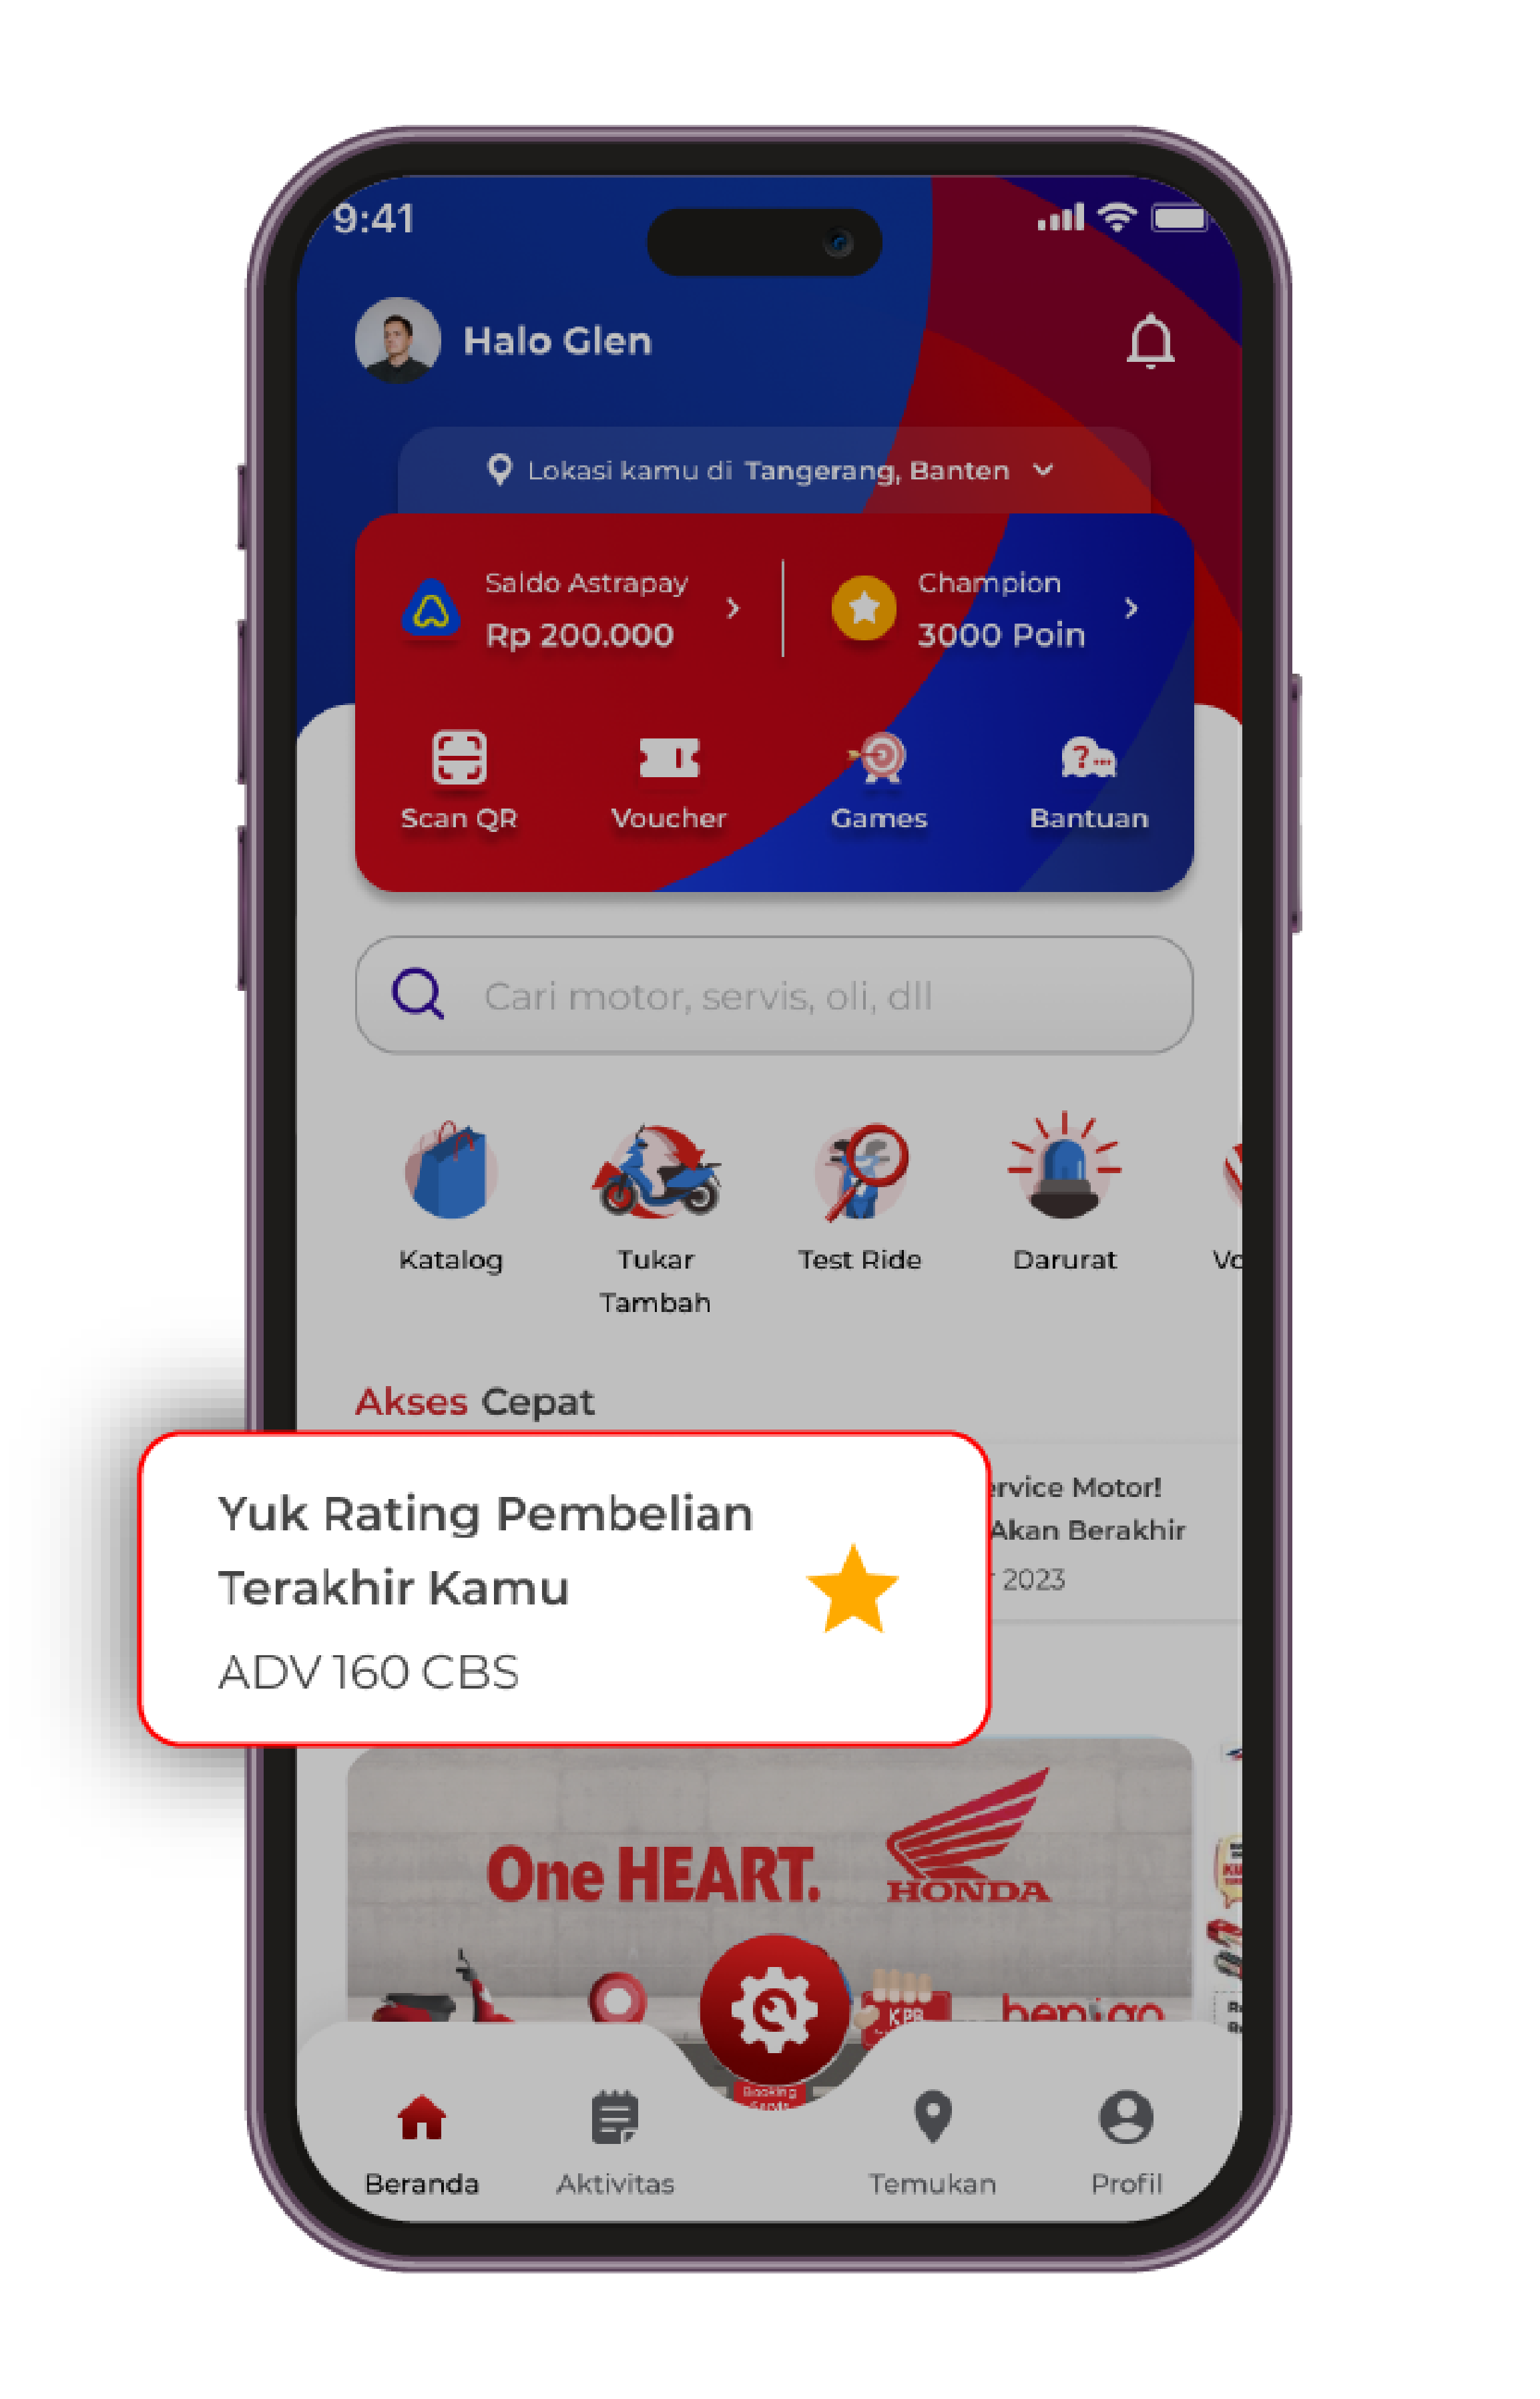 9:41
Halo Glen
Lokasi kamu di Tangerang, Banten
Saldo Astrapay
Rp 200.000
Champion
3000 Poin
Scan QR
Voucher
Games
Bantuan
Cari motor, servis, oli, dll
Katalog
Tukar
Tambah
Test Ride
Darurat
Akses Cepat
Yuk Rating Pembelian
Terakhir Kamu
ADV 160 CBS
Motor!
Akan Berakhir
2023
One HEART.
HONDA
KPB
Booking
Beranda
Aktivitas
Temukan
Profil